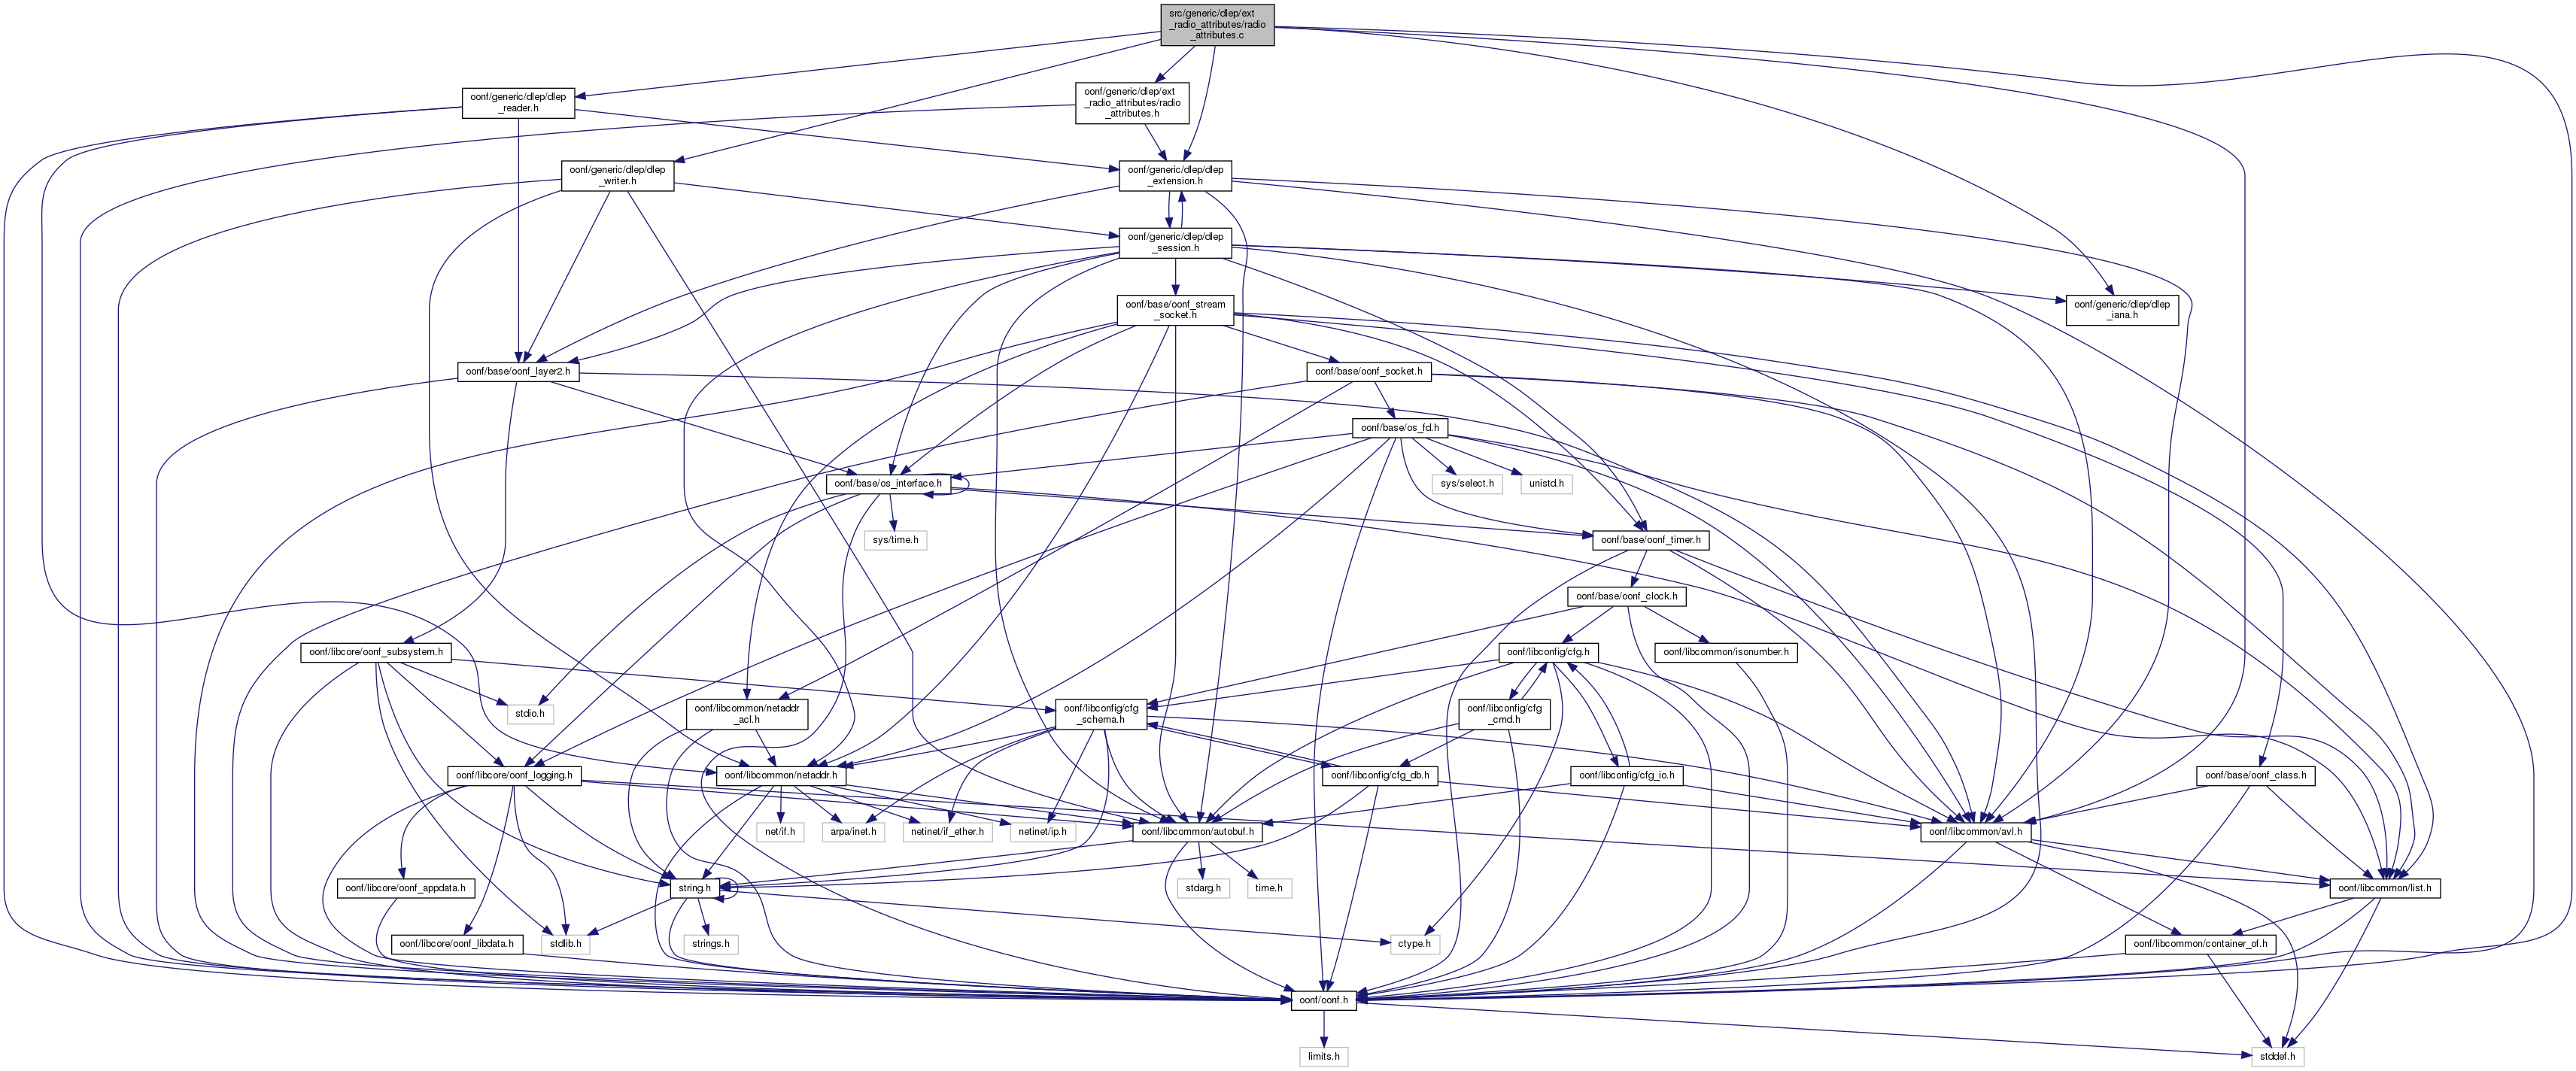 src/generic/dlep/ext
_radio_attributes/radio
_attributes.c
oonf/generic/dlep/dlep
_reader.h
oonf/generic/dlep/ext
_radio_attributes/radio
_attributes.h
oonf/generic/dlep/dlep
_writer.h
oonf/generic/dlep/dlep
_extension.h
oonf/generic/dlep/dlep
_session.h
oonf/base/oonf_stream
_socket.h
oonf/generic/dlep/dlep
_iana.h
oonf/base/oonf_layer2.h
oonf/base/oonf_socket.h
oonf/base/os_fd.h
oonf/base/os_interface.h
sys/select.h
unistd.h
sys/time.h
oonf/base/oonf_timer.h
oonf/base/oonf_clock.h
oonf/libcore/oonf_subsystem.h
oonf/libconfig/cfg.h
oonf/libcommon/isonumber.h
stdio.h
oonf/libcommon/netaddr
_acl.h
oonf/libconfig/cfg
_schema.h
oonf/libconfig/cfg
_cmd.h
oonf/libcore/oonf_logging.h
oonf/libcommon/netaddr.h
oonf/libconfig/cfg_db.h
oonf/libconfig/cfg_io.h
oonf/base/oonf_class.h
net/if.h
arpa/inet.h
netinet/if_ether.h
netinet/ip.h
oonf/libcommon/autobuf.h
oonf/libcommon/avl.h
oonf/libcore/oonf_appdata.h
string.h
stdarg.h
time.h
oonf/libcommon/list.h
oonf/libcore/oonf_libdata.h
stdlib.h
strings.h
ctype.h
oonf/libcommon/container_of.h
oonf/oonf.h
limits.h
stddef.h